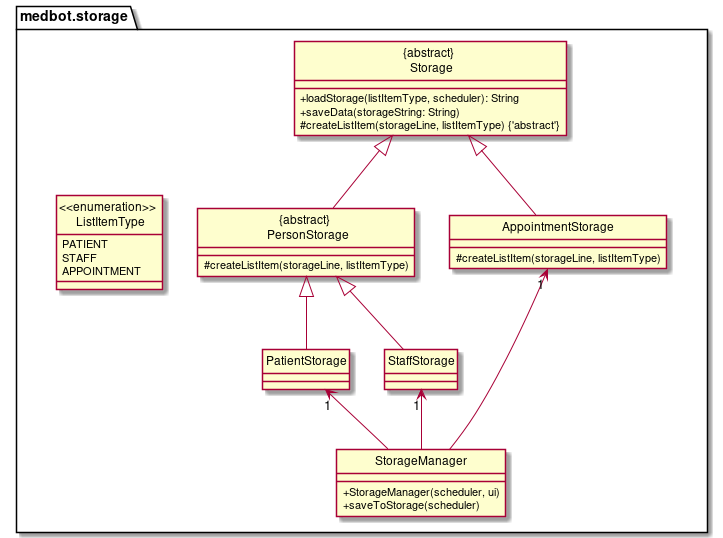 medbot.storage
{abstract}
Storage
+loadStorage(listItemType, scheduler): String
+saveData(storageString: String)
#createListItem(storageLine, listItemType) {'abstract'}
<<enumeration>>
ListItemType
PATIENT
STAFF
APPOINTMENT
{abstract}
PersonStorage
#createListItem(storageLine, listItemType)
AppointmentStorage
#createListItem(storageLine, listItemType)
1
PatientStorage
StaffStorage
1
1
StorageManager
+StorageManager(scheduler, ui)
+saveToStorage(scheduler)